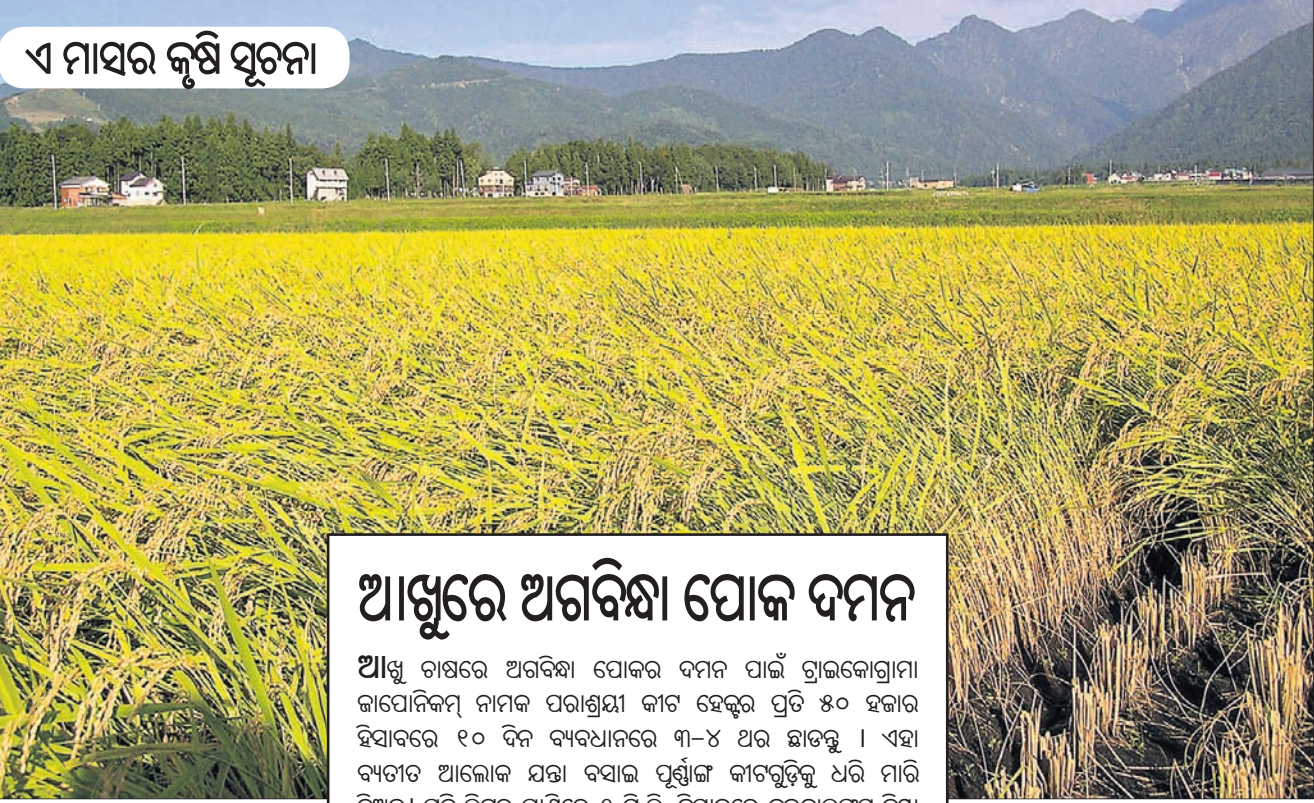 ଏ ମାସର କୃଷି ସୂଚନା
ଆଖୁରେ ଅଗବିନ୍ଧା ପୋକ ଦମନ
ଆଖୁ ଚାଷରେ ଅଗବିନ୍ଧା ପୋକର ଦମନ ପାଇଁ ଟ୍ରାଇକୋଗ୍ରାମା
ଜାପୋନିକମ୍ ନାମକ ପରାଶ୍ରୟୀ କୀଟ ହେକ୍ଟର ପ୍ରତି ୫୦ ହଜାର
ହିସାବରେ ୧୦ ଦିନ ବ୍ୟବଧାନରେ ୩-୪ ଥର ଛାଡନ୍ତୁ । ଏହା
ବ୍ୟତୀତ ଆଲୋକ ଯନ୍ତା ବସାଇ ପୂର୍ଣ୍ଣାଙ୍ଗ କୀଟଗୁଡ଼ିକୁ ଧରି ମାରି